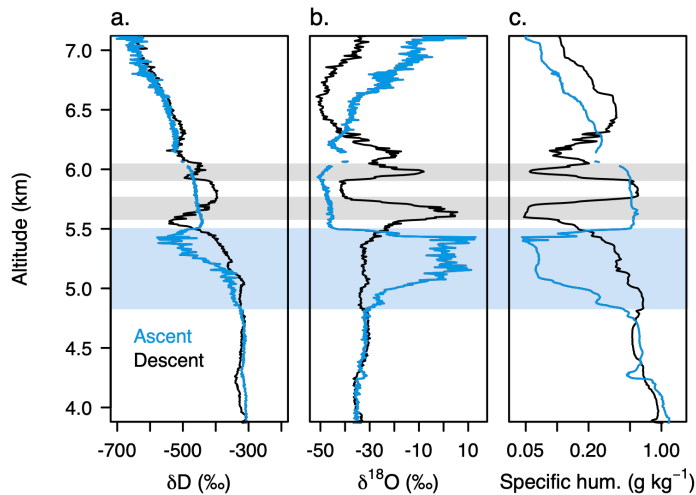 a.
b.
c.
7.0
6.5
6.0
5.5
5.0
4.5
4.0
Altitude (km)
Ascent
Descent
-700 -500 -300
-50 -30 -10 10
0.05 0.20 1.00
δD (‰)
δ¹⁸O (‰)
Specific hum. (g kg⁻¹)